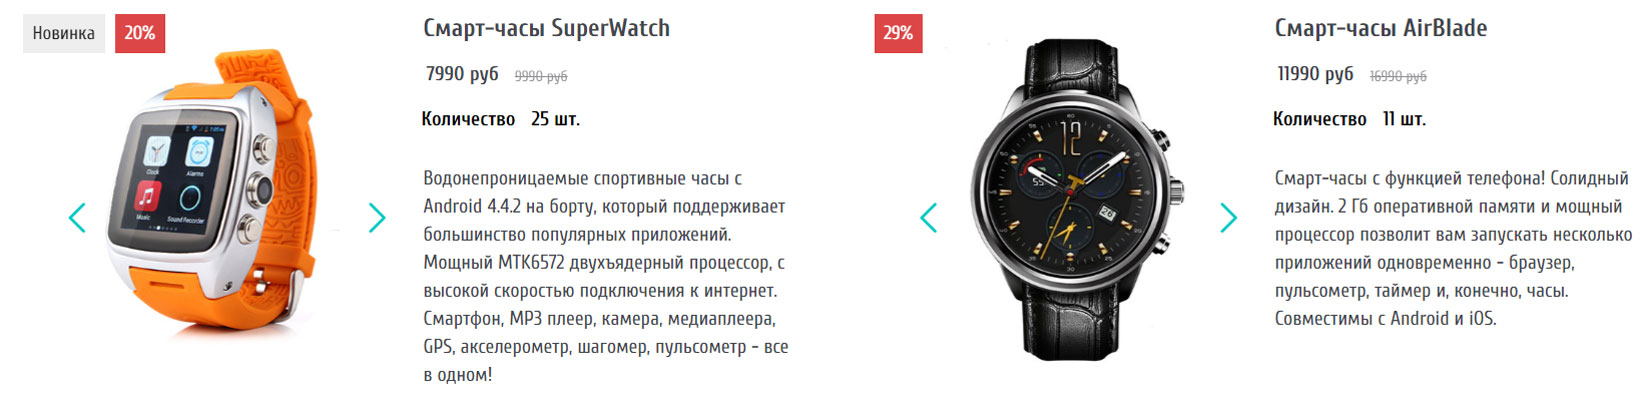 Новинка
20%
Смарт-часы SuperWatch
7990 руб 9990 руб
Количество 25 шт.
Clock
Alarms
Music
Sound Recorder
Водонепроницаемые спортивные часы с
Android 4.4.2 на борту, который поддерживает
большинство популярных приложений.
Мощный MTK6572 двухъядерный процессор, с
высокой скоростью подключения к интернет.
Смартфон, MP3 плеер, камера, медиаплеера,
GPS, акселерометр, шагомер, пульсометр - все
в одном!
29%
Смарт-часы AirBlade
11990 руб 16990 руб
Количество 11 шт.
12
55
26
Смарт-часы с функцией телефона! Солидный
дизайн. 2 Гб оперативной памяти и мощный
процессор позволит вам запускать несколько
приложений одновременно - браузер,
пульсометр, таймер и, конечно, часы.
Совместимы с Android и iOS.